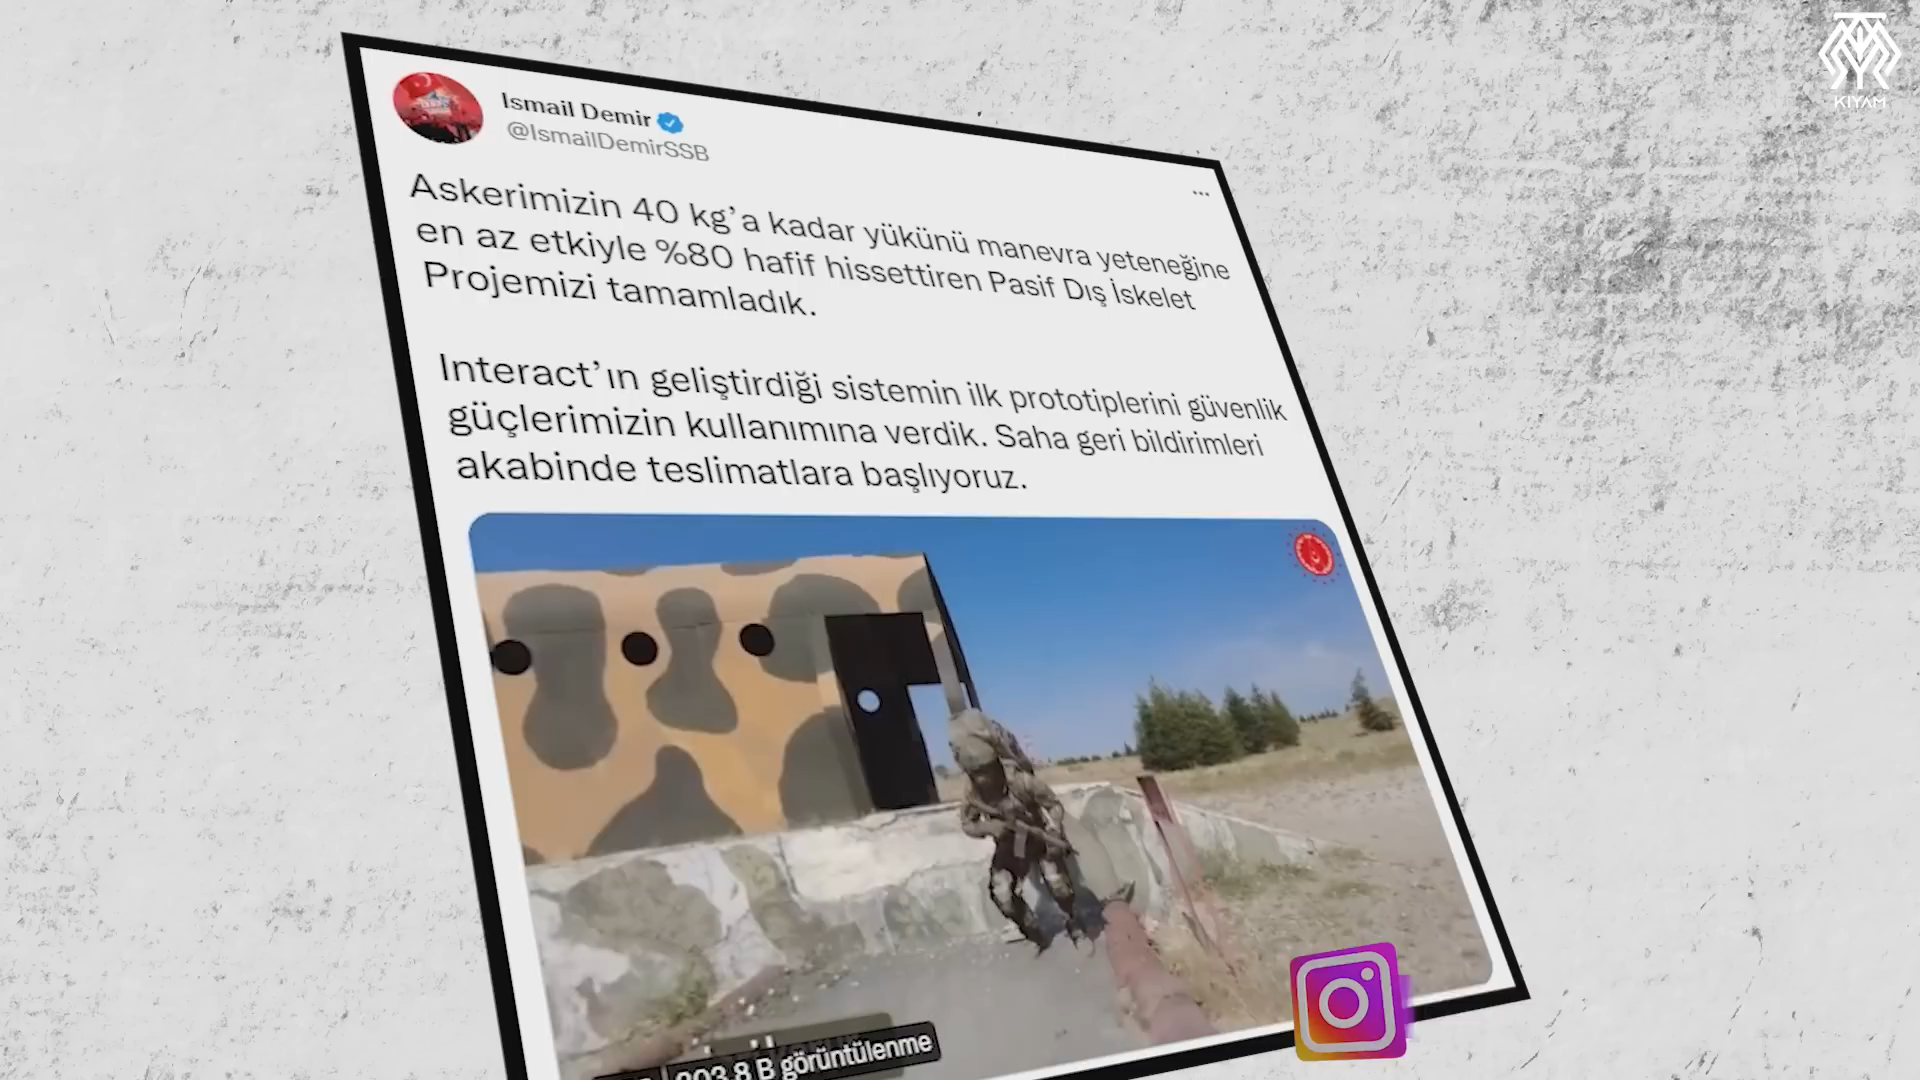 KIYAM
Ismail Demir
@IsmailDemirSSB
Askerimizin 40 kg’a kadar yükünü manevra yeteneğine
en az etkiyle %80 hafif hissettiren Pasif Dış İskelet
Projemizi tamamladık.
Interact’ın geliştirdiği sistemin ilk prototiplerini güvenlik
güçlerimizin kullanımına verdik. Saha geri bildirimleri
akabinde teslimatlara başlıyoruz.
görüntülenme